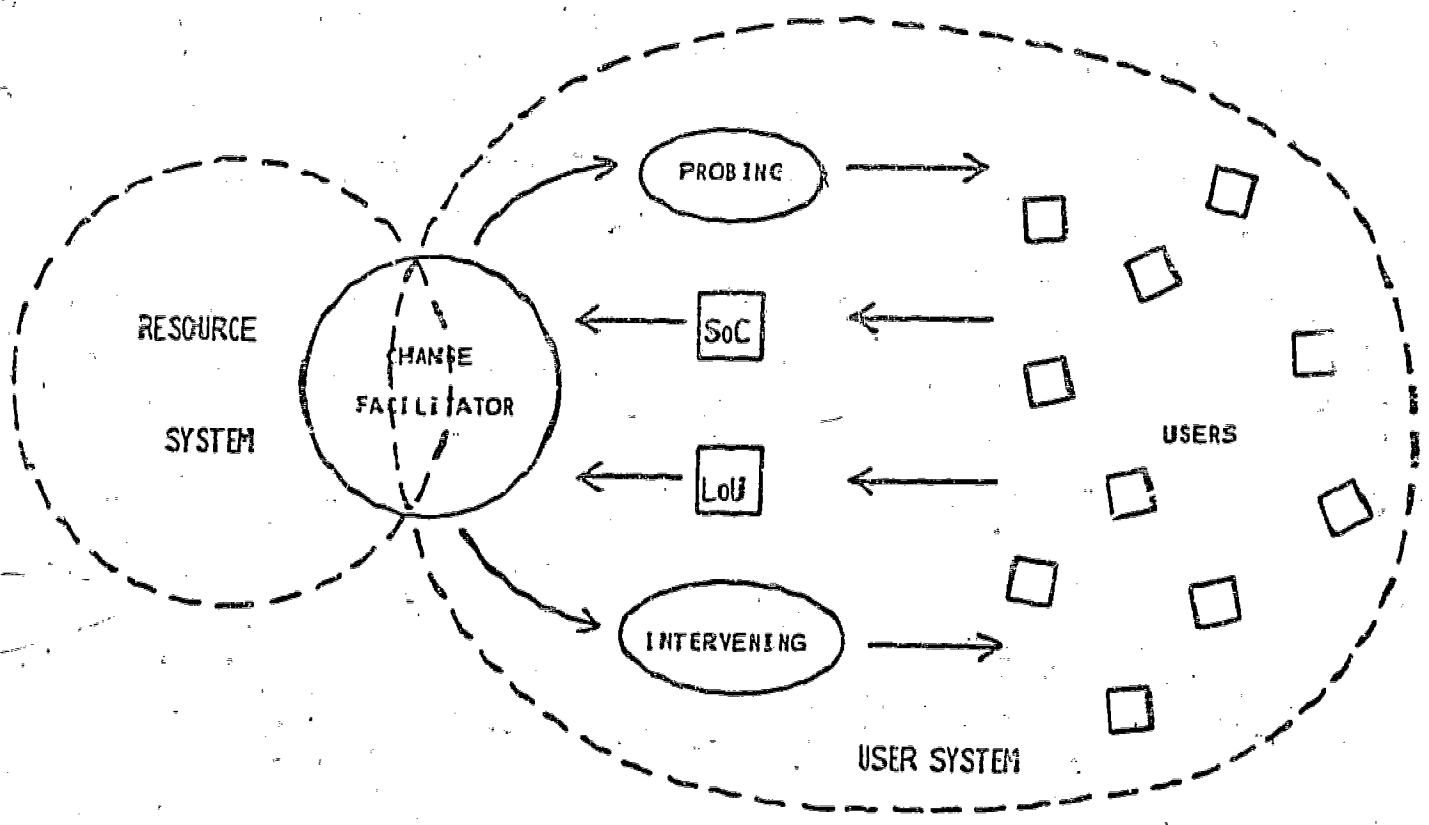 PROBING
RESOURCE
SYSTEM
CHANGE
FACILITATOR
SoC
LoU
USERS
INTERVENING
USER SYSTEM